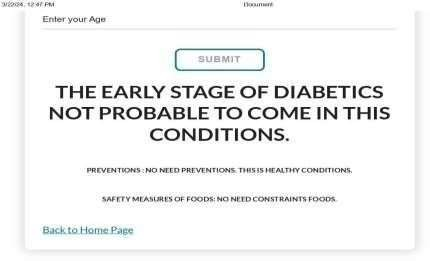 3/22/24, 12:47 PM Document
Enter your Age
SUBMIT
THE EARLY STAGE OF DIABETICS
NOT PROBABLE TO COME IN THIS
CONDITIONS.
PREVENTIONS : NO NEED PREVENTIONS. THIS IS HEALTHY CONDITIONS.
SAFETY MEASURES OF FOODS: NO NEED CONSTRAINTS FOODS.
Back to Home Page